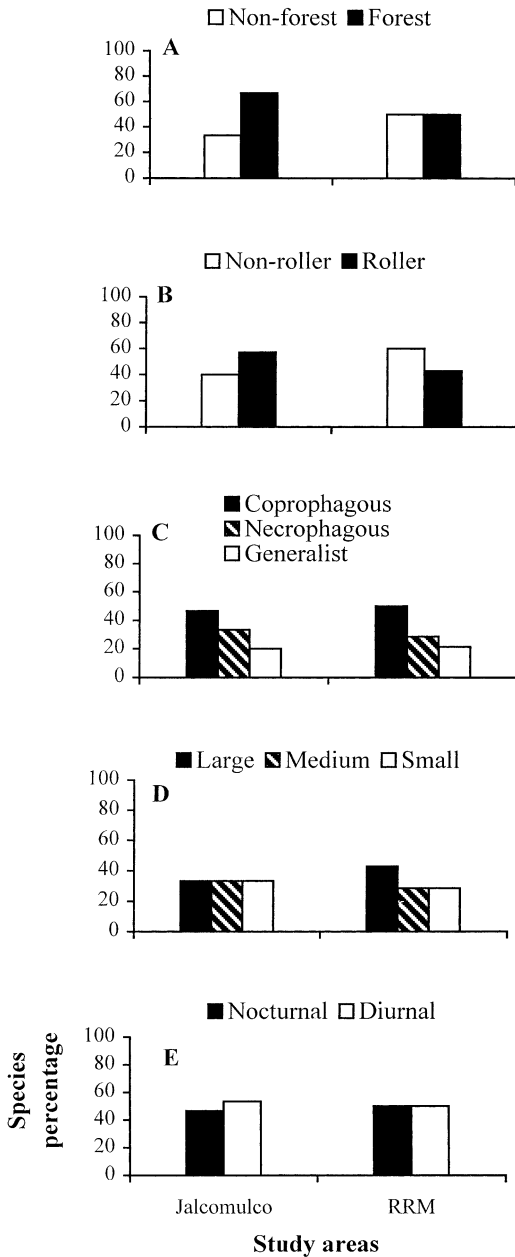 Non-forest Forest
A
100
80
60
40
20
0
Non-roller Roller
B
100
80
60
40
20
0
Coprophagous
Necrophagous
Generalist
C
100
80
60
40
20
0
Large Medium Small
D
100
80
60
40
20
0
Nocturnal Diurnal
E
100
80
60
40
20
0
Species
percentage
Jalcomulco RRM
Study areas